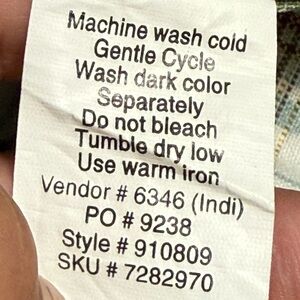 Machine wash cold
Gentle Cycle
Wash dark color
Separately
Do not bleach
Tumble dry low
Use warm iron
Vendor # 6346 (Indi)
PO # 9238
Style # 910809
SKU # 7282970